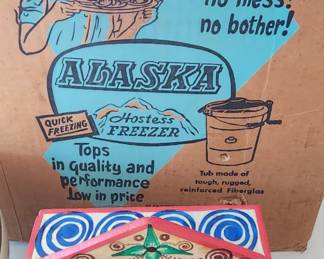 no mess!
no bother!
ALASKA
Hostess
FREEZER
QUICK
FREEZING
Tops
in quality and
performance
Low in price
Tub made of
tough, rugged,
reinforced Fiberglas